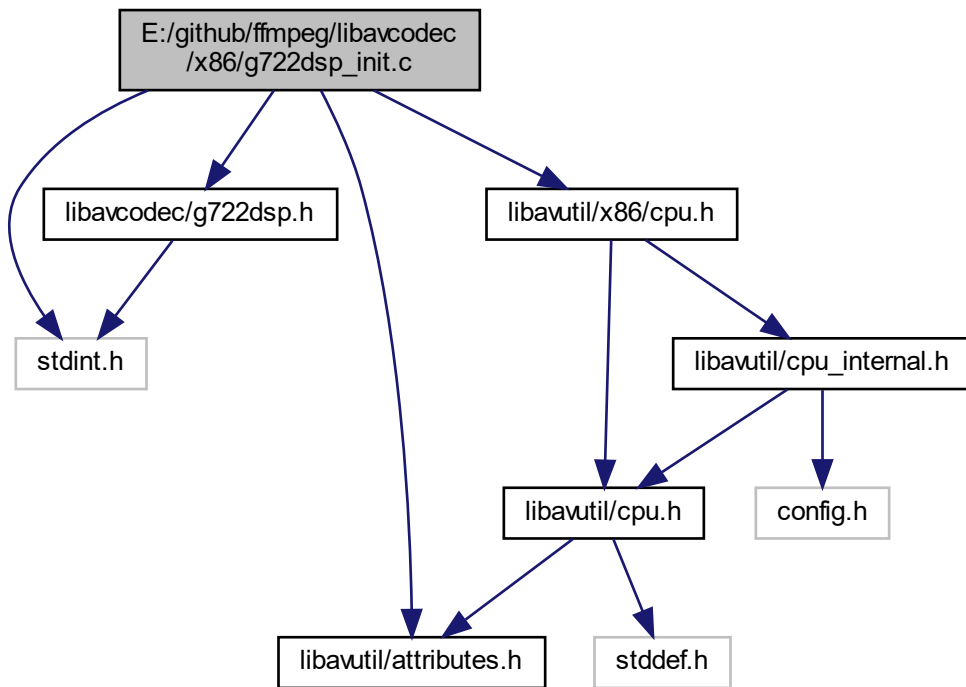 E:/github/ffmpeg/libavcodec
/x86/g722dsp_init.c
libavcodec/g722dsp.h
libavutil/x86/cpu.h
stdint.h
libavutil/cpu_internal.h
libavutil/cpu.h
config.h
libavutil/attributes.h
stddef.h